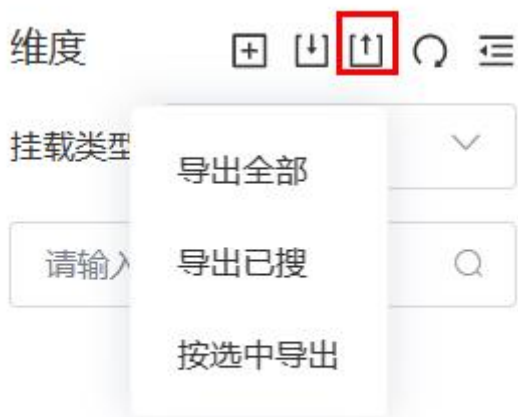 维度
挂载类型
导出全部
请输入
导出已搜
按选中导出